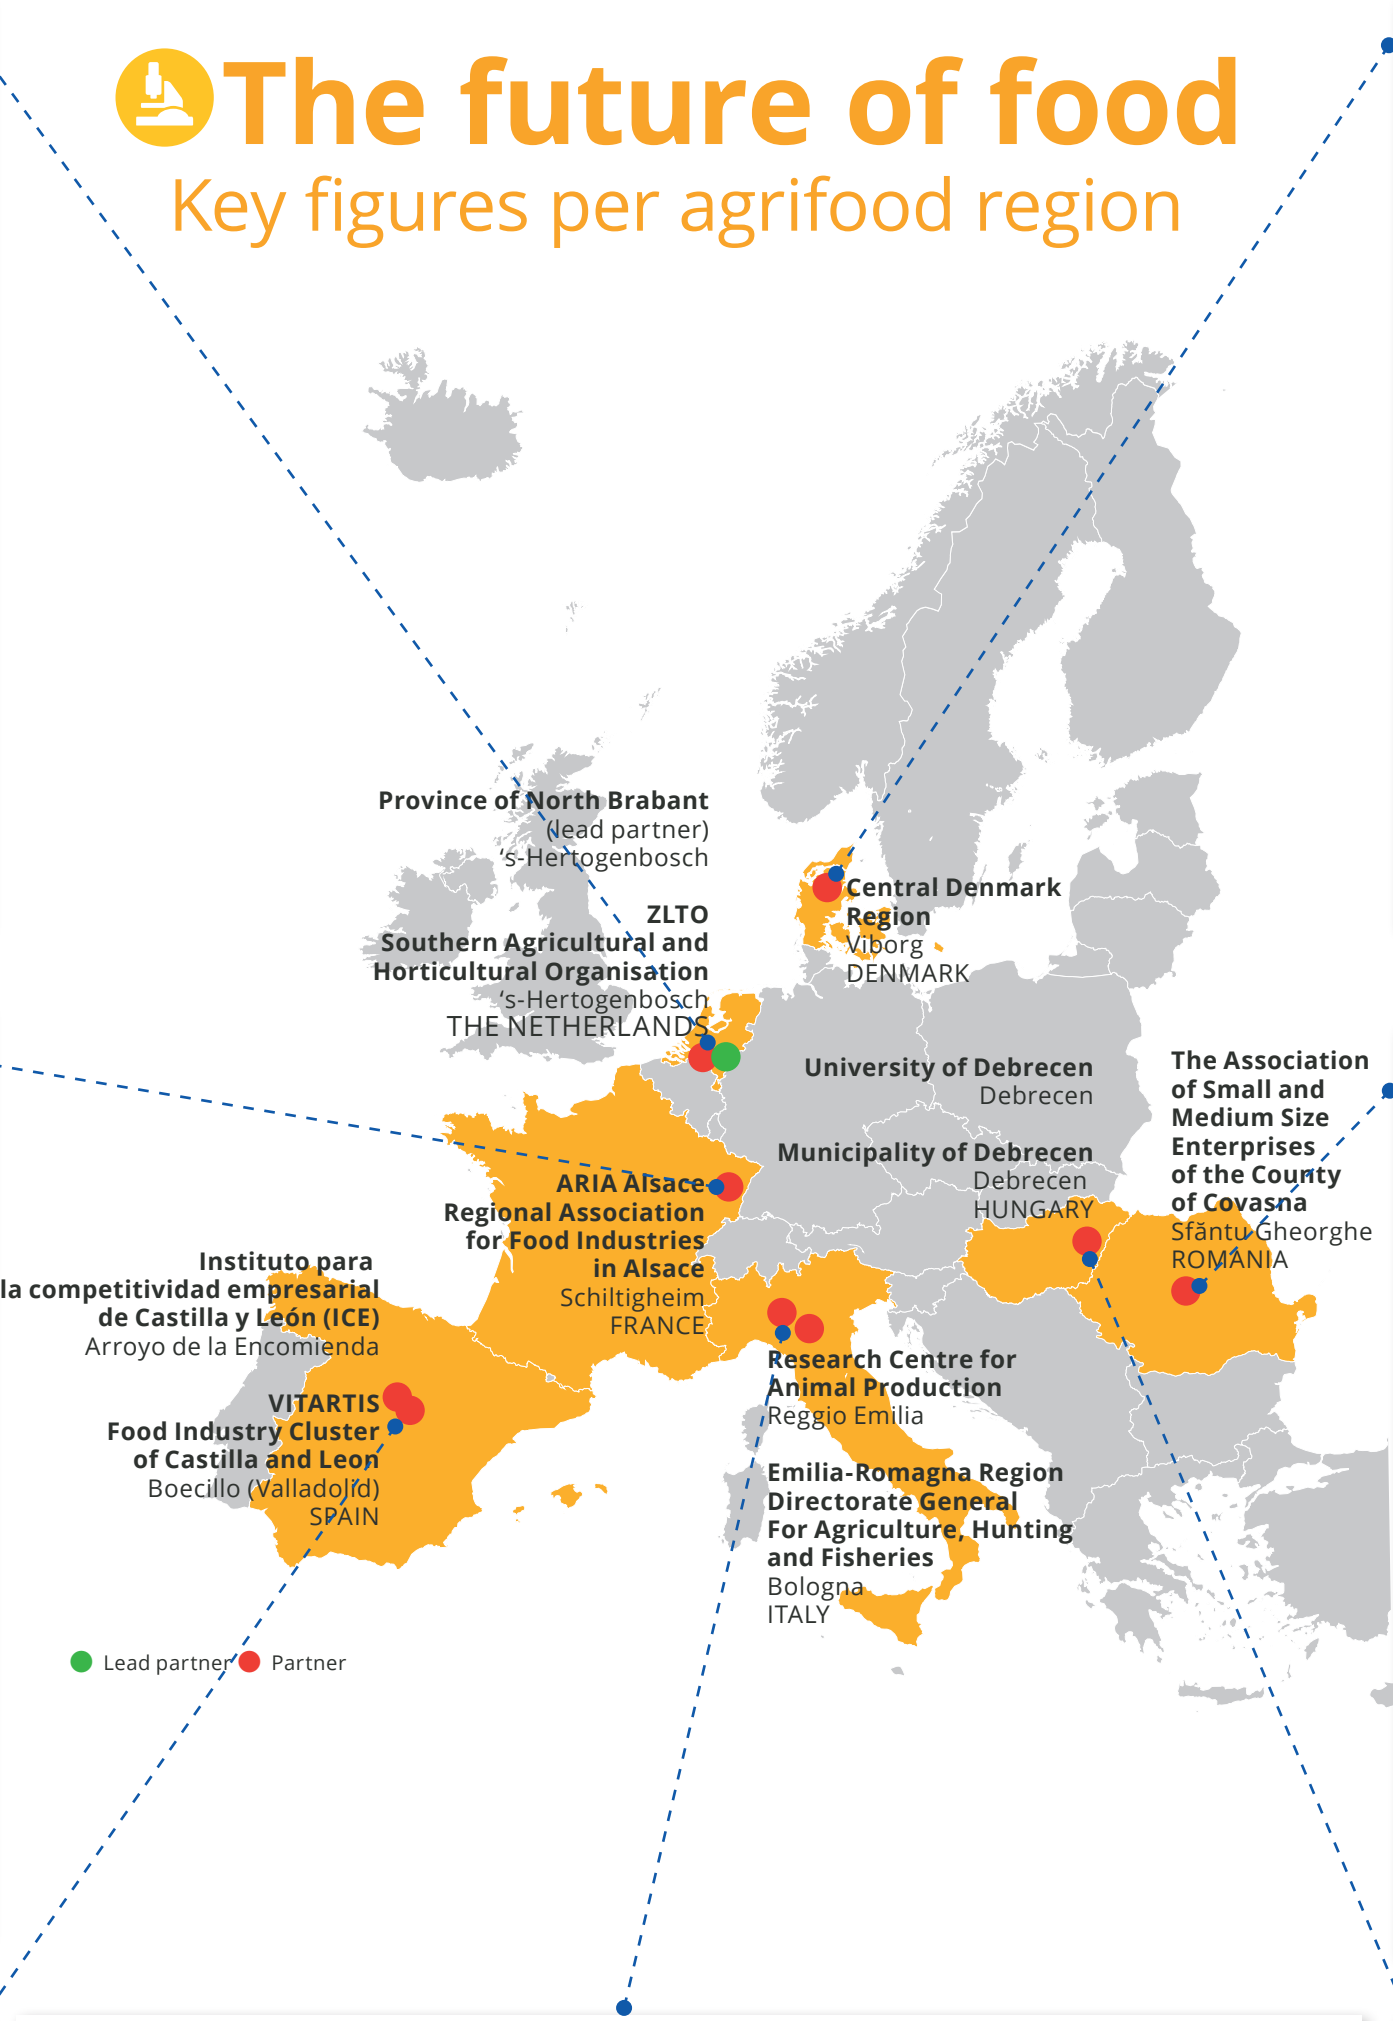 The future of food
Key figures per agrifood region
Province of North Brabant
(lead partner)
‘s-Hertogenbosch
ZLTO
Southern Agricultural and
Horticultural Organisation
‘s-Hertogenbosch
THE NETHERLANDS
Central Denmark
Region
Viborg
DENMARK
University of Debrecen
Debrecen
Municipality of Debrecen
Debrecen
HUNGARY
The Association
of Small and
Medium Size
Enterprises
of the County
of Covasna
Sfăntu Gheorghe
ROMANIA
ARIA Alsace
Regional Association
for Food Industries
in Alsace
Schiltigheim
FRANCE
Instituto para
la competitividad empresarial
de Castilla y León (ICE)
Arroyo de la Encomienda
VITARTIS
Food Industry Cluster
of Castilla and Leon
Boecillo (Valladolid)
SPAIN
Research Centre for
Animal Production
Reggio Emilia
Emilia-Romagna Region
Directorate General
For Agriculture, Hunting
and Fisheries
Bologna
ITALY
Lead partner
Partner